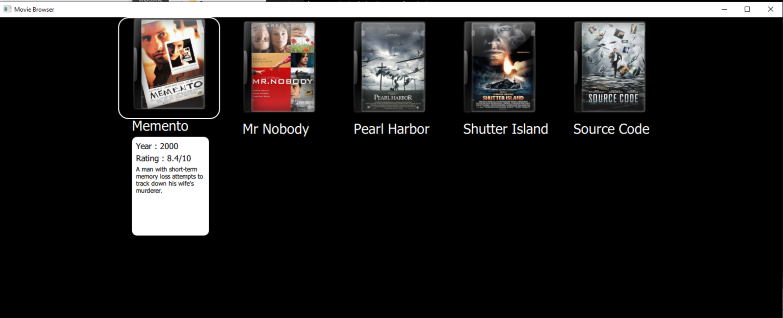 Movie Browser
MEMENTO
MR.NOBODY
PEARL HARBOR
SHUTTER ISLAND
SOURCE CODE
Memento
Mr Nobody
Pearl Harbor
Shutter Island
Source Code
Year : 2000
Rating : 8.4/10
A man with short-term
memory loss attempts to
track down his wife's
murderer.